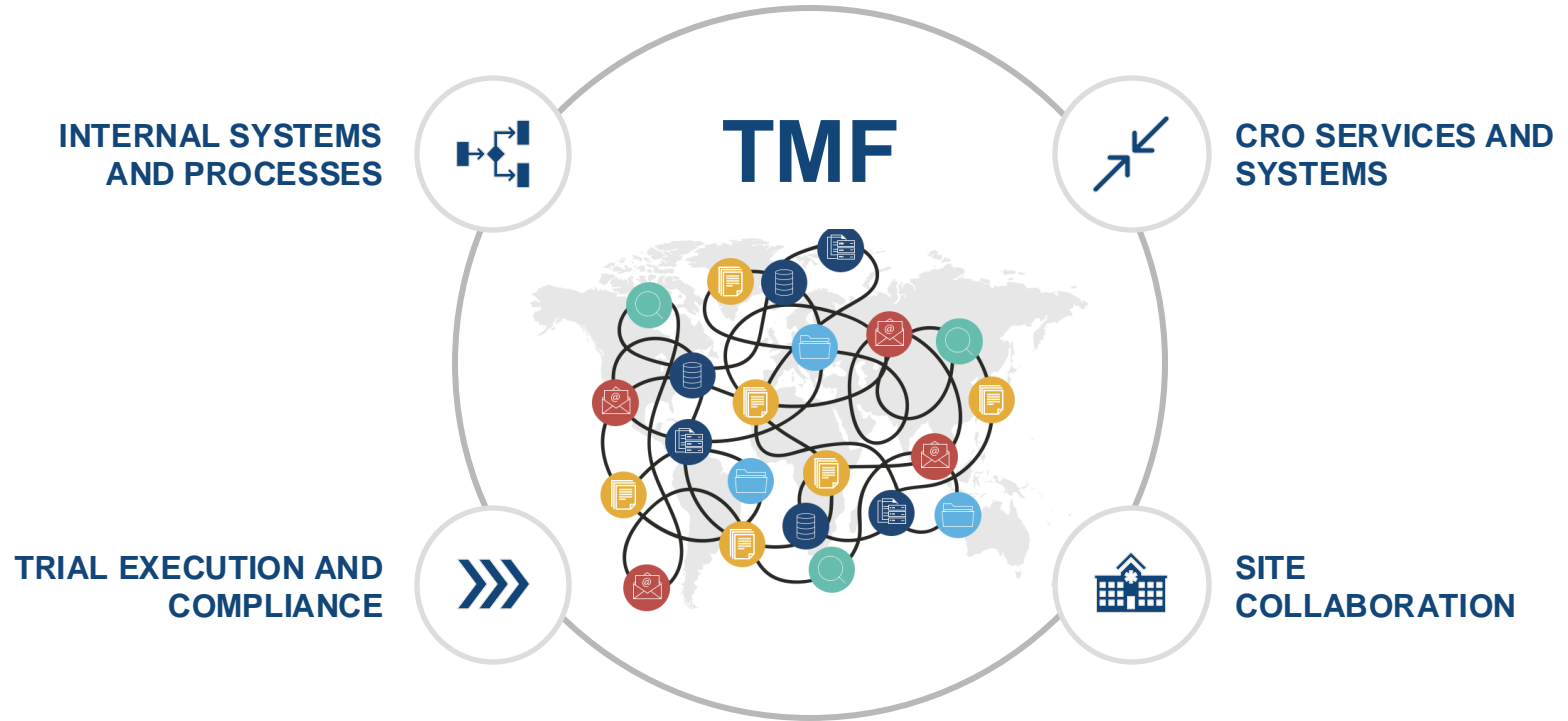 TMF
INTERNAL SYSTEMS
AND PROCESSES
CRO SERVICES AND
SYSTEMS
TRIAL EXECUTION AND
COMPLIANCE
SITE
COLLABORATION
@
@
@
@